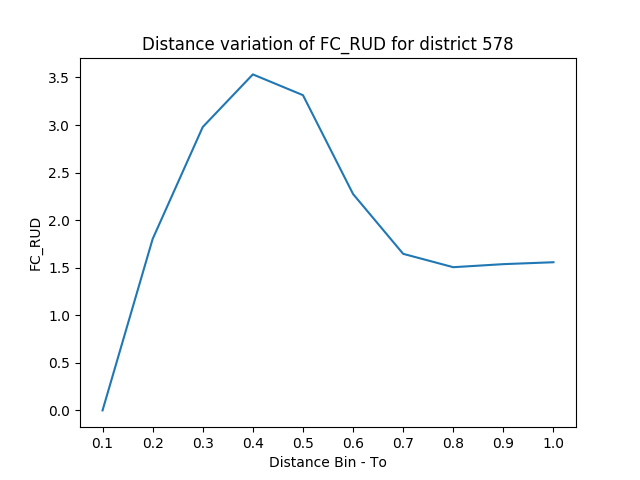 Distance variation of FC_RUD for district 578
3.5
3.0
2.5
2.0
1.5
1.0
0.5
0.0
FC_RUD
0.1 0.2 0.3 0.4 0.5 0.6 0.7 0.8 0.9 1.0
Distance Bin - To